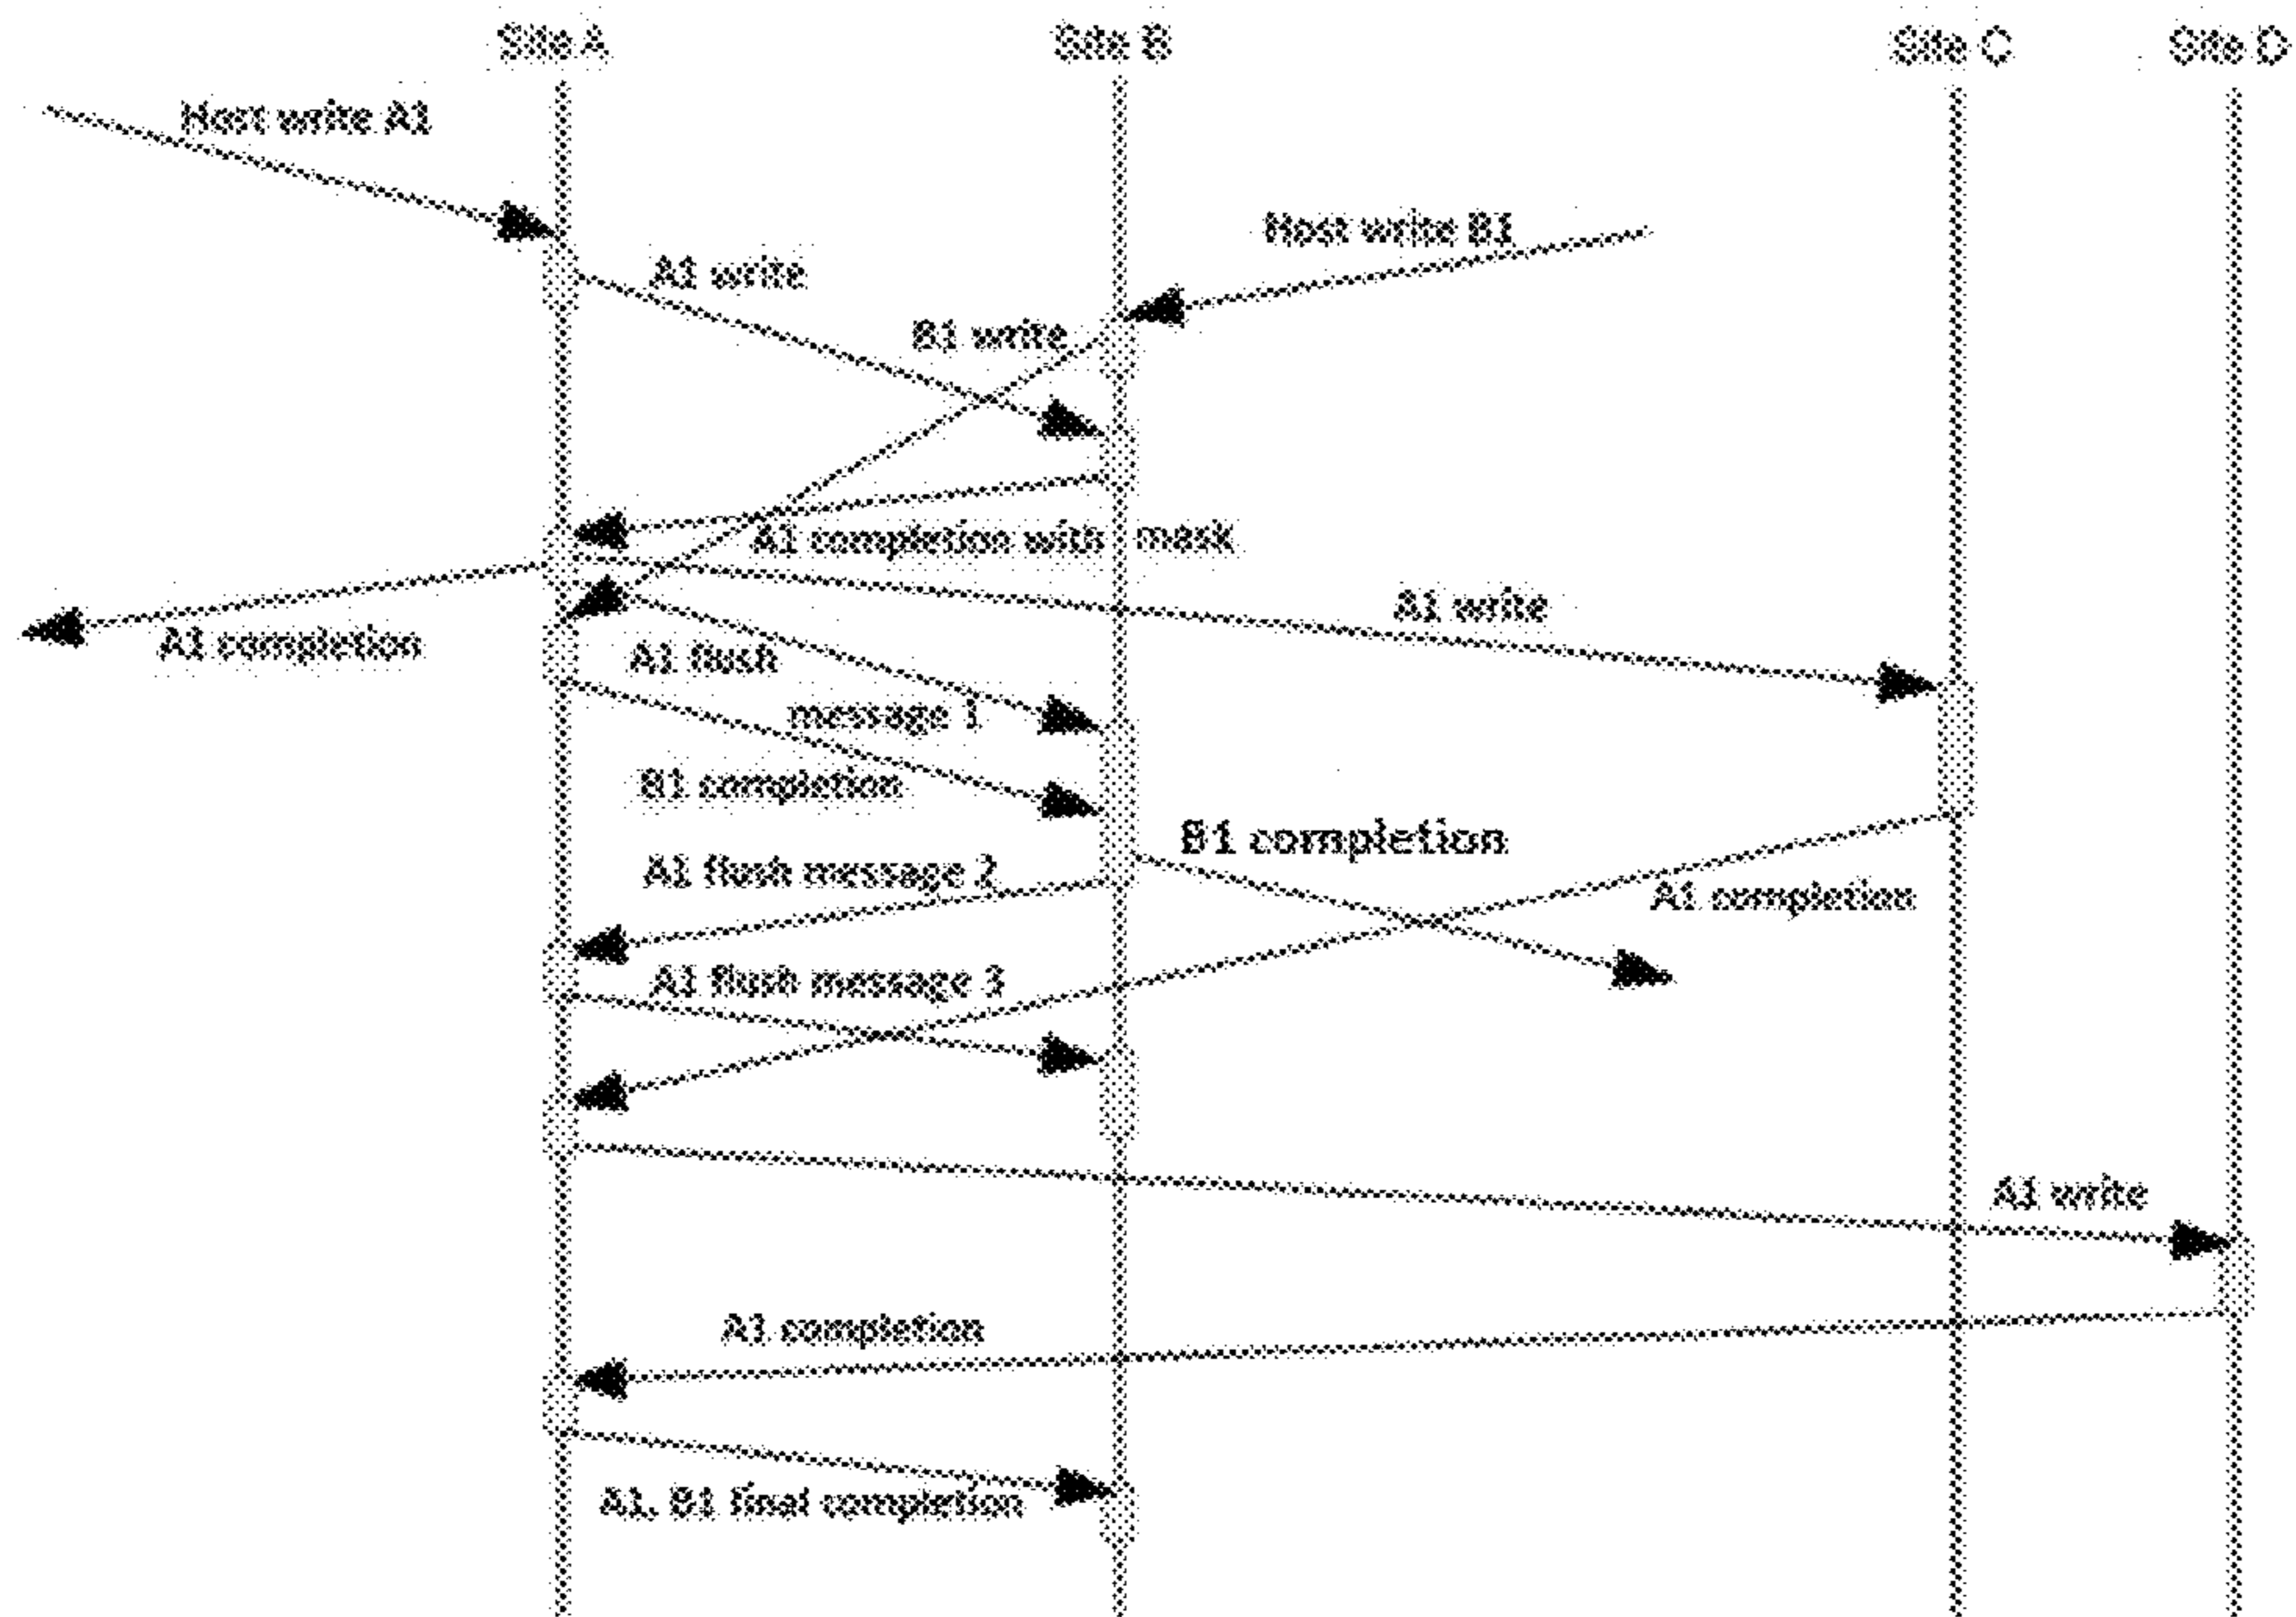 Site A
Site B
Site C
Site D
Host write A1
Host write B1
A1 write
B1 write
A1 completion with mask
A1 write
A1 completion
A1 flush
message 1
B1 completion
B1 completion
A1 flush message 2
A1 completion
A1 flush message 3
A1 write
A1 completion
A1, B1 final completion